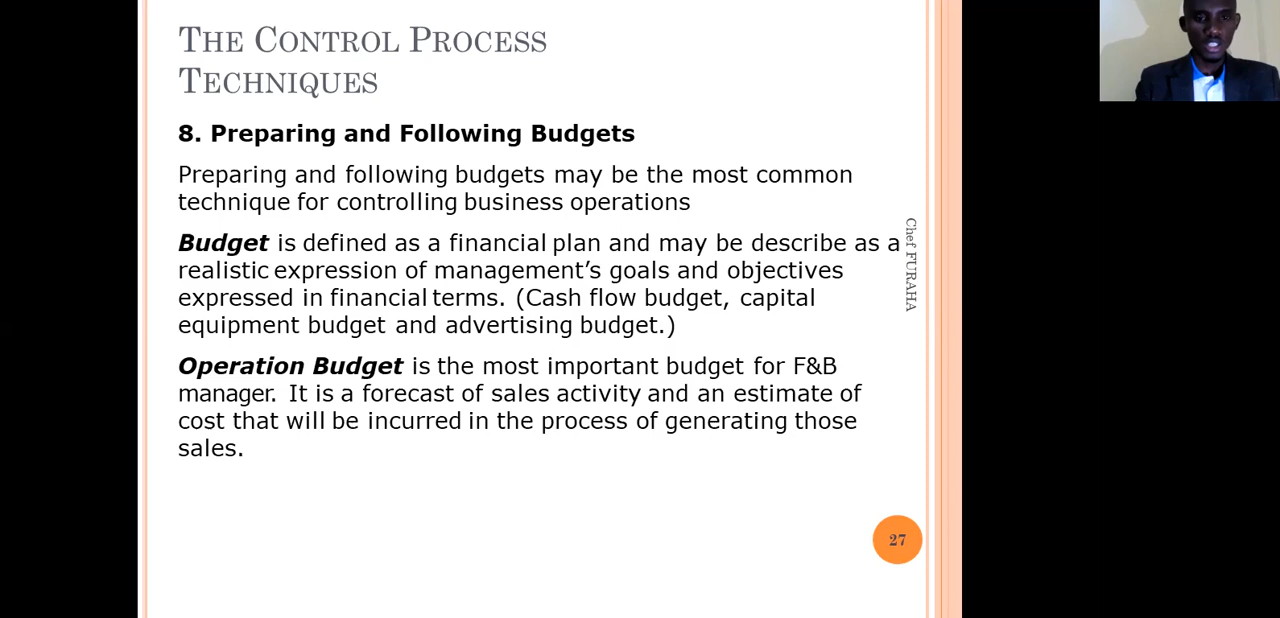 THE CONTROL PROCESS
TECHNIQUES
8. Preparing and Following Budgets
Preparing and following budgets may be the most common
technique for controlling business operations
Budget is defined as a financial plan and may be describe as a
realistic expression of management’s goals and objectives
expressed in financial terms. (Cash flow budget, capital
equipment budget and advertising budget.)
Operation Budget is the most important budget for F&B
manager. It is a forecast of sales activity and an estimate of
cost that will be incurred in the process of generating those
sales.
Chef FURAHA
27